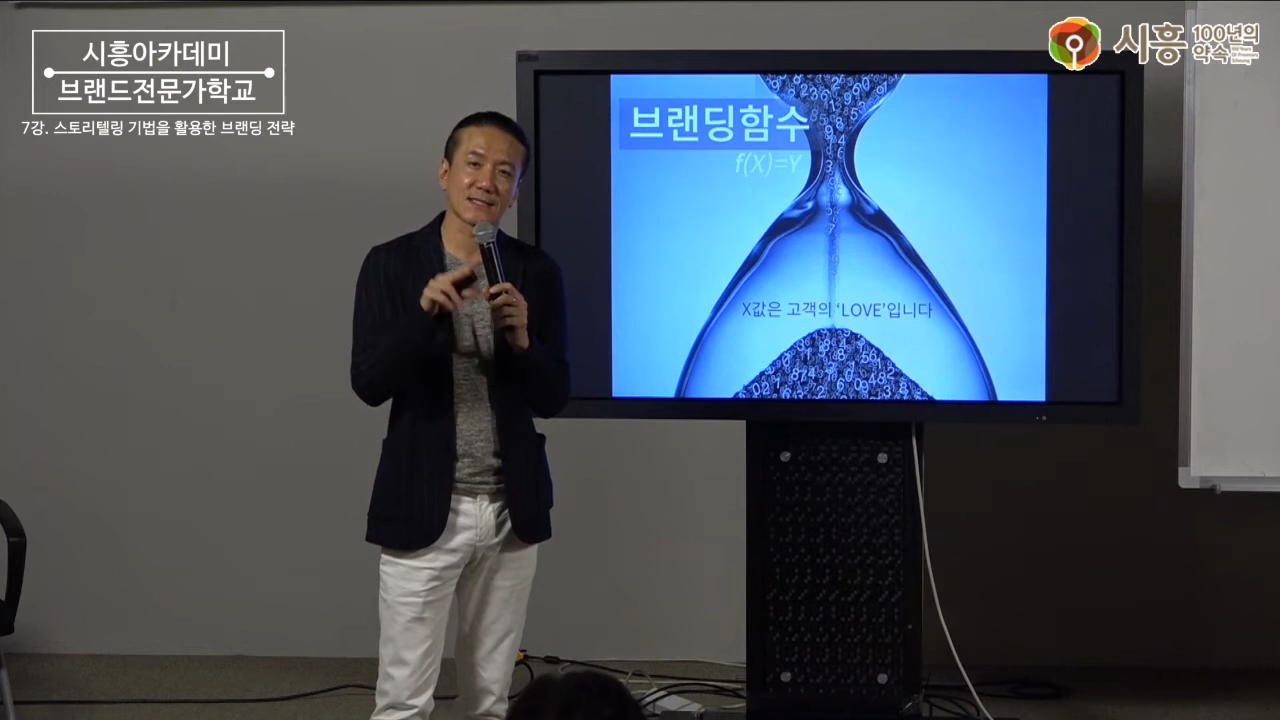 시흥아카데미
브랜드전문가학교
7강. 스토리텔링 기법을 활용한 브랜딩 전략
시흥
100년의
약속
브랜딩함수
f(X)=Y
X값은 고객의 ‘LOVE’입니다